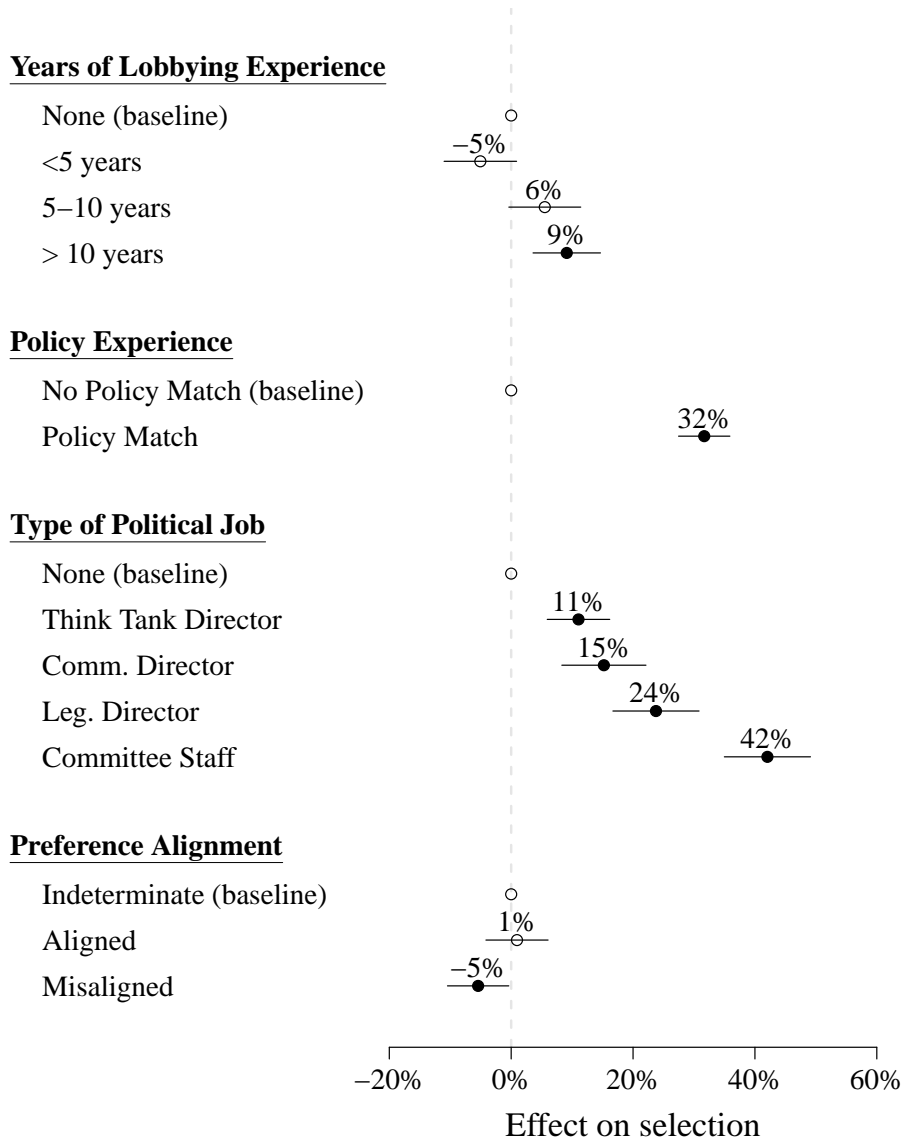 Years of Lobbying Experience
None (baseline)
−5%
<5 years
6%
5–10 years
9%
> 10 years
Policy Experience
No Policy Match (baseline)
32%
Policy Match
Type of Political Job
None (baseline)
11%
Think Tank Director
15%
Comm. Director
24%
Leg. Director
42%
Committee Staff
Preference Alignment
Indeterminate (baseline)
1%
Aligned
−5%
Misaligned
−20% 0% 20% 40% 60%
Effect on selection